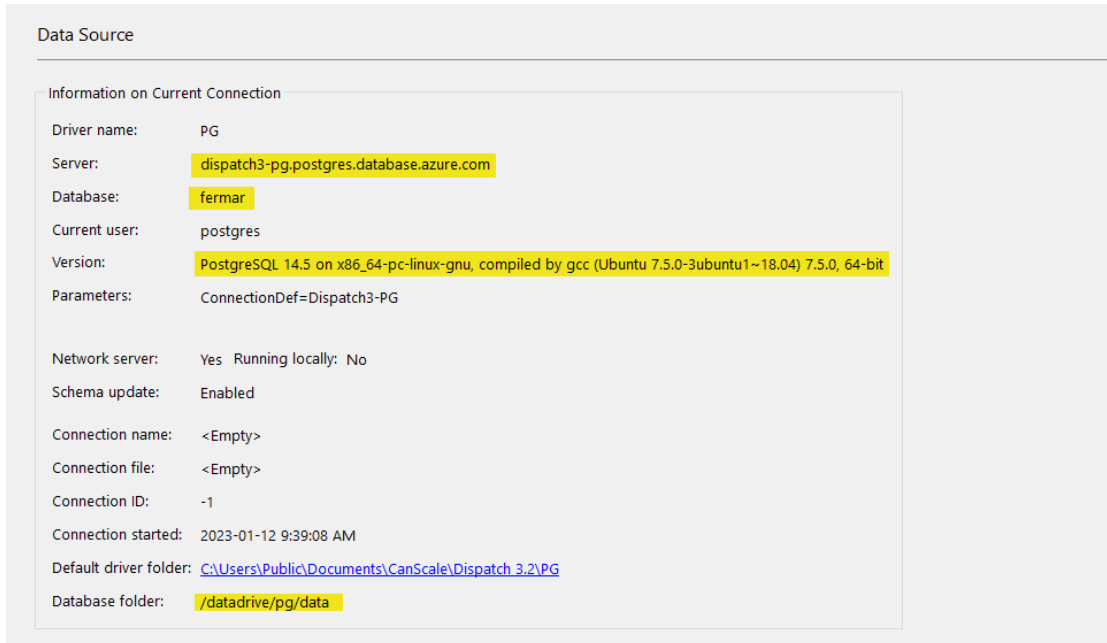 Data Source
Information on Current Connection
Driver name: PG
Server: dispatch3-pg.postgres.database.azure.com
Database: fermar
Current user: postgres
Version: PostgreSQL 14.5 on x86_64-pc-linux-gnu, compiled by gcc (Ubuntu 7.5.0-3ubuntu1~18.04) 7.5.0, 64-bit
Parameters: ConnectionDef=Dispatch3-PG
Network server: Yes Running locally: No
Schema update: Enabled
Connection name: <Empty>
Connection file: <Empty>
Connection ID: -1
Connection started: 2023-01-12 9:39:08 AM
Default driver folder: C:\Users\Public\Documents\CanScale\Dispatch 3.2\PG
Database folder: /datadrive/pg/data